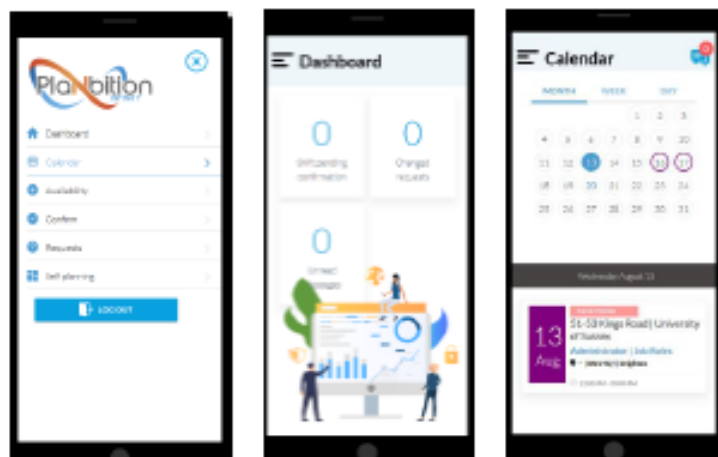 Planbition
Dashboard
Calendar
Availability
Confirm
Requests
Self planning
LOGOUT
Dashboard
0
Shift pending
confirmation
0
Changed
requests
0
Unread
Calendar
MONTH WEEK DAY
1 2 3
4 5 6 7 8 9 10
11 12 13 14 15 16 17
18 19 20 21 22 23 24
25 26 27 28 29 30 31
Wednesday August 13
13
Aug
51-53 Kings Road | University
of Sussex
Administrator | Job Roles